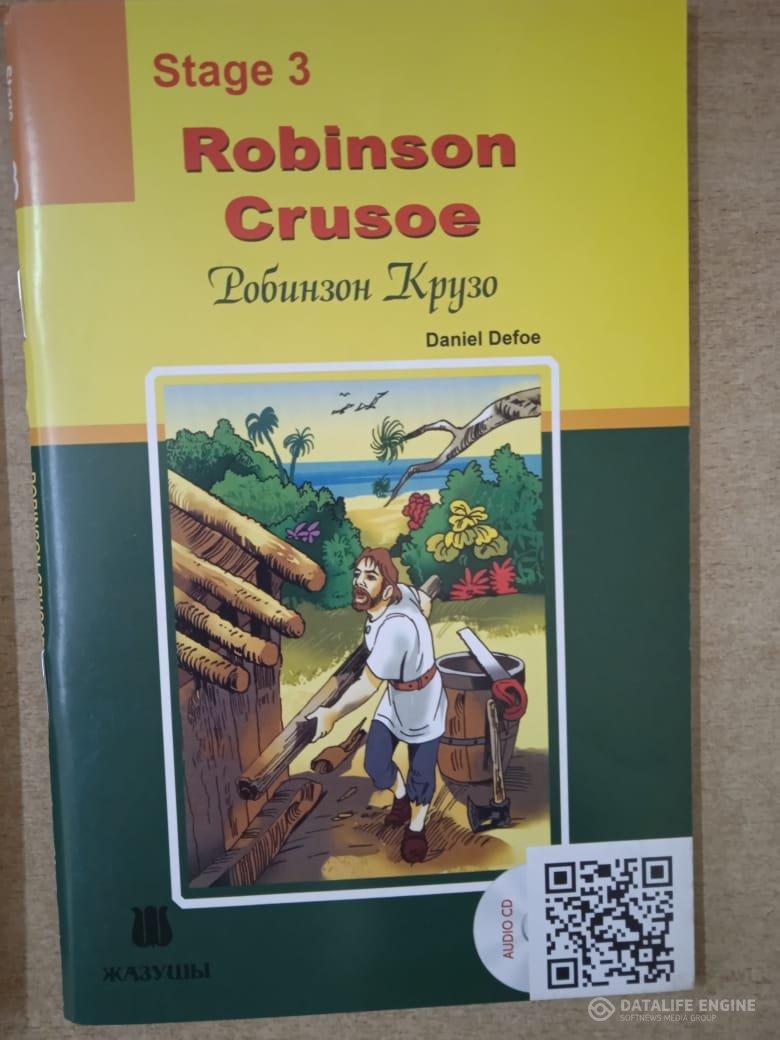 Stage 3
Robinson
Crusoe
Робинзон Крузо
Daniel Defoe
ЖАЗУШЫ
AUDIO CD
DATALIFE ENGINE
SOFTNEWS MEDIA GROUP